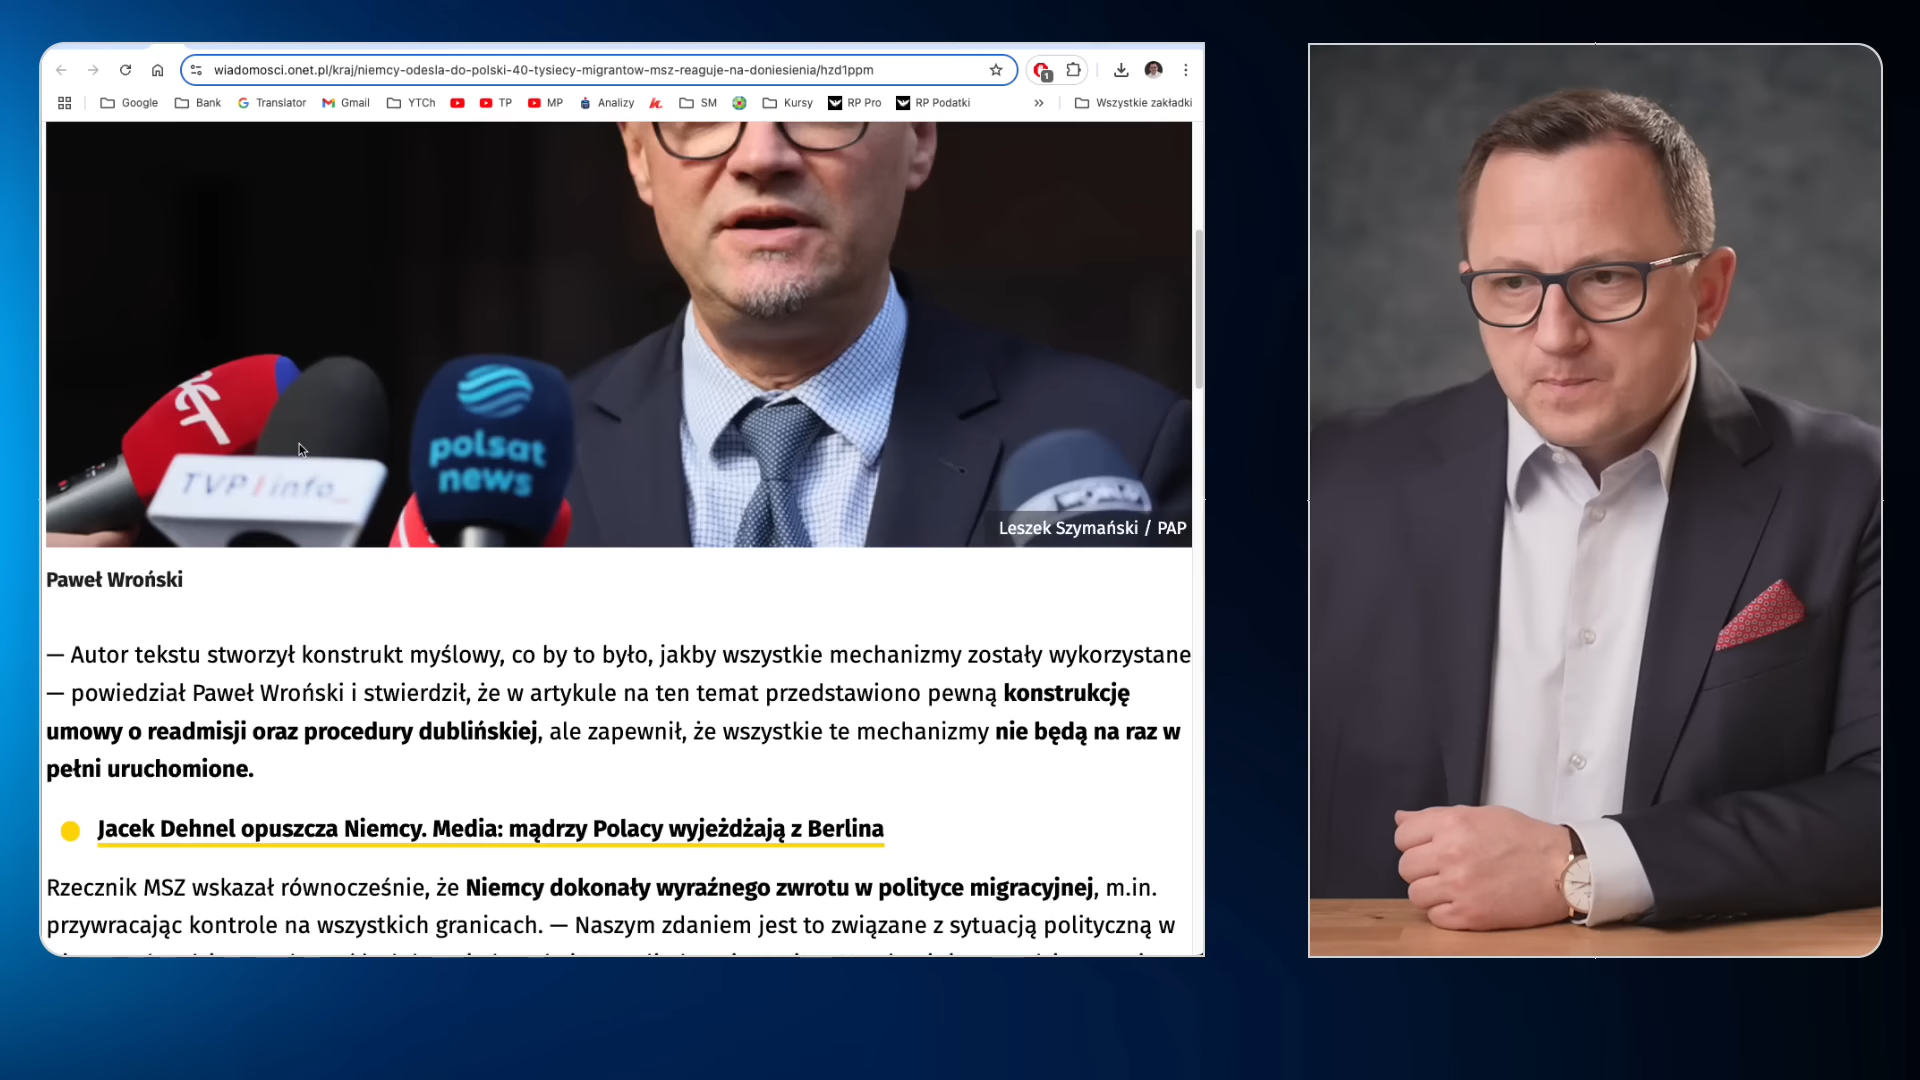 wiadomosci.onet.pl/kraj/niemcy-odesla-do-polski-40-tysiecy-migrantow-msz-reaguje-na-doniesienia/hzd1ppm
1
Google Bank Translator Gmail YTCh TP MP Analizy SM Kursy RP Pro RP Podatki » Wszystkie zakładki
TVP info_
polsat
news
WORLD
Leszek Szymański / PAP
Paweł Wroński
— Autor tekstu stworzył konstrukt myślowy, co by to było, jakby wszystkie mechanizmy zostały wykorzystane
— powiedział Paweł Wroński i stwierdził, że w artykule na ten temat przedstawiono pewną konstrukcję
umowy o readmisji oraz procedury dublińskiej, ale zapewnił, że wszystkie te mechanizmy nie będą na raz w
pełni uruchomione.
Jacek Dehnel opuszcza Niemcy. Media: mądrzy Polacy wyjeżdżają z Berlina
Rzecznik MSZ wskazał równocześnie, że Niemcy dokonały wyraźnego zwrotu w polityce migracyjnej, m.in.
przywracając kontrole na wszystkich granicach. — Naszym zdaniem jest to związane z sytuacją polityczną w